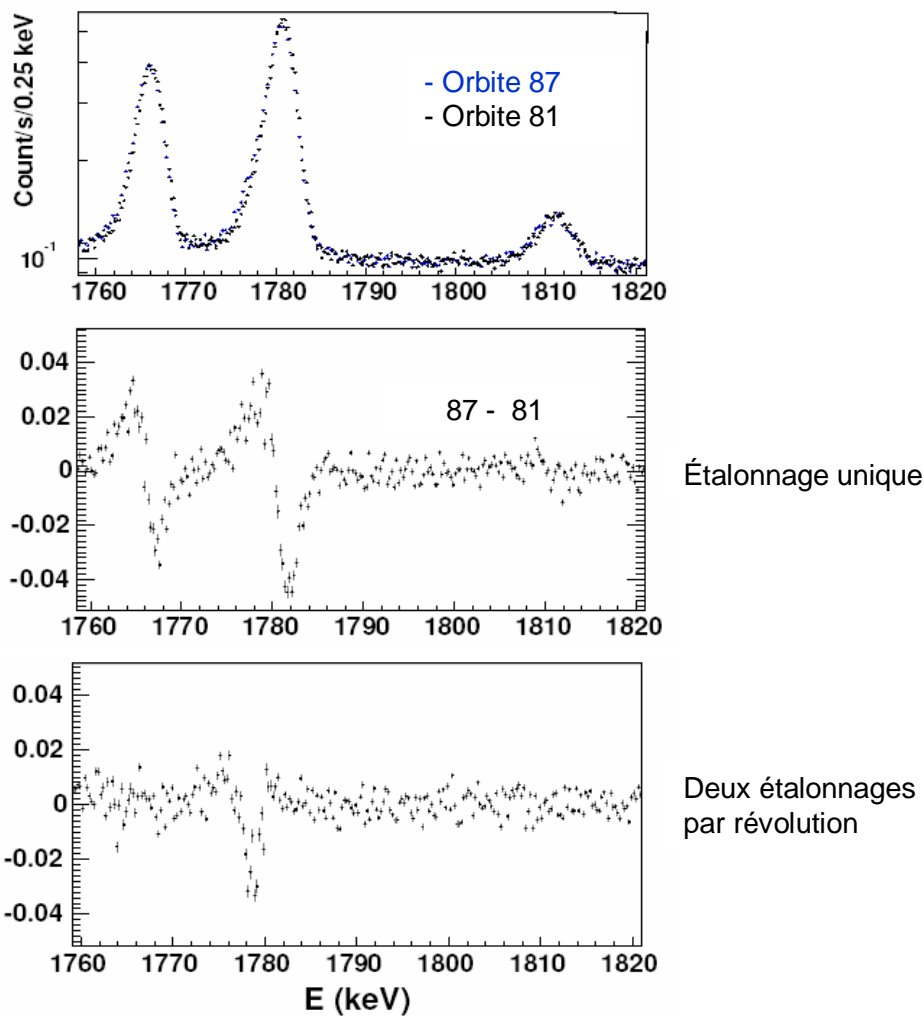 Count/s/0.25 keV
- Orbite 87
- Orbite 81
10⁻¹
1760 1770 1780 1790 1800 1810 1820
0.04
0.02
0
-0.02
-0.04
87 - 81
Étalonnage unique
1760 1770 1780 1790 1800 1810 1820
0.04
0.02
0
-0.02
-0.04
Deux étalonnages
par révolution
1760 1770 1780 1790 1800 1810 1820
E (keV)